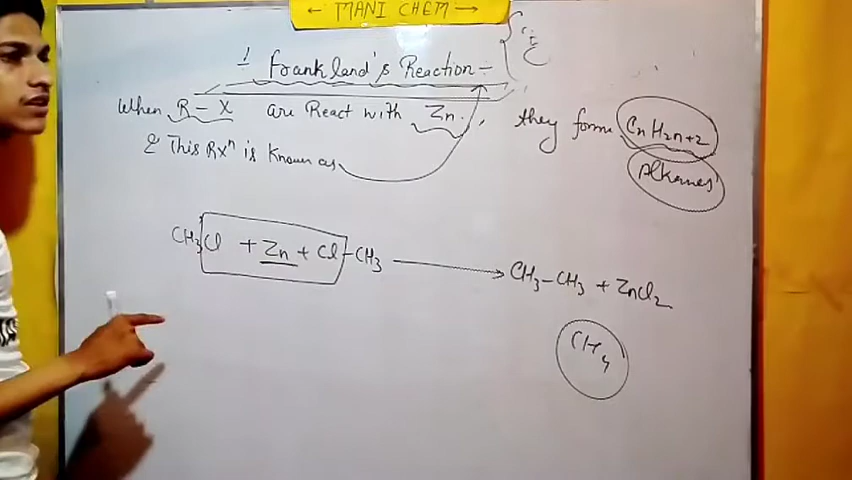 ← MANI CHEM →
1 Frankland's Reaction:-
When R-X are React with Zn. , they form CnH2n+2
& This Rxn is known as
Alkanes'
CH3Cl + Zn + Cl-CH3 → CH3-CH3 + ZnCl2
CH4